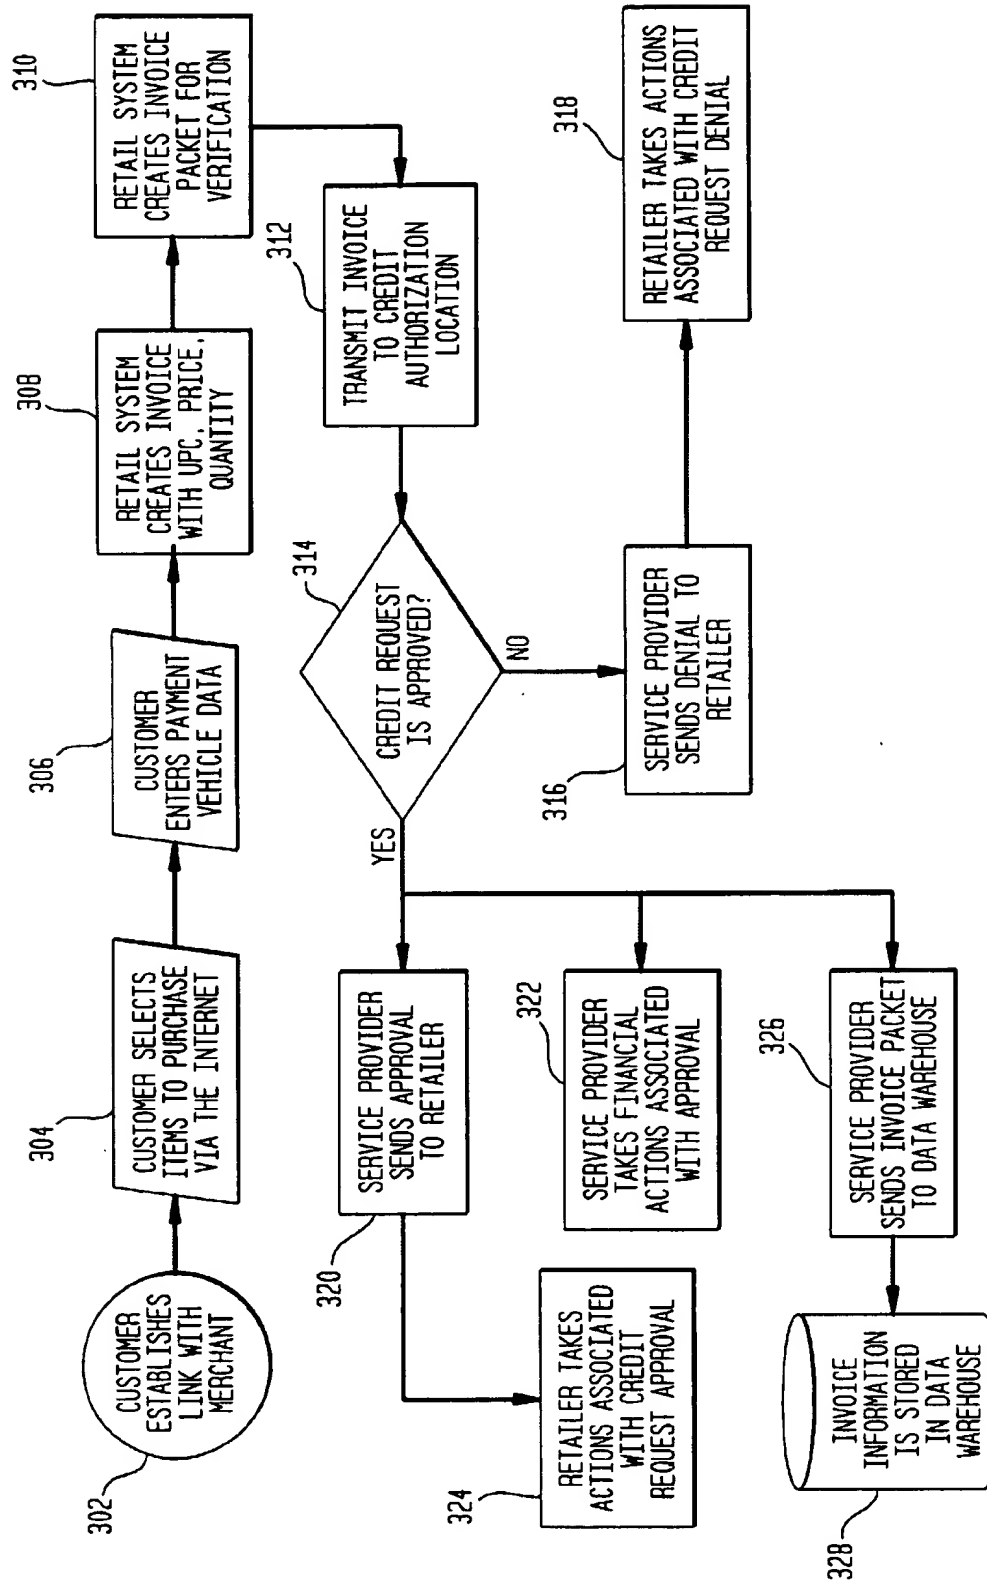 302
CUSTOMER
ESTABLISHES
LINK WITH
MERCHANT
304
CUSTOMER SELECTS
ITEMS TO PURCHASE
VIA THE INTERNET
306
CUSTOMER
ENTERS PAYMENT
VEHICLE DATA
308
RETAIL SYSTEM
CREATES INVOICE
WITH UPC, PRICE,
QUANTITY
310
RETAIL SYSTEM
CREATES INVOICE
PACKET FOR
VERIFICATION
312
TRANSMIT INVOICE
TO CREDIT
AUTHORIZATION
LOCATION
314
CREDIT REQUEST
IS APPROVED?
NO
YES
316
SERVICE PROVIDER
SENDS DENIAL TO
RETAILER
318
RETAILER TAKES ACTIONS
ASSOCIATED WITH CREDIT
REQUEST DENIAL
320
SERVICE PROVIDER
SENDS APPROVAL
TO RETAILER
322
SERVICE PROVIDER
TAKES FINANCIAL
ACTIONS ASSOCIATED
WITH APPROVAL
324
RETAILER TAKES
ACTIONS ASSOCIATED
WITH CREDIT
REQUEST APPROVAL
326
SERVICE PROVIDER
SENDS INVOICE PACKET
TO DATA WAREHOUSE
328
INVOICE
INFORMATION
IS STORED
IN DATA
WAREHOUSE